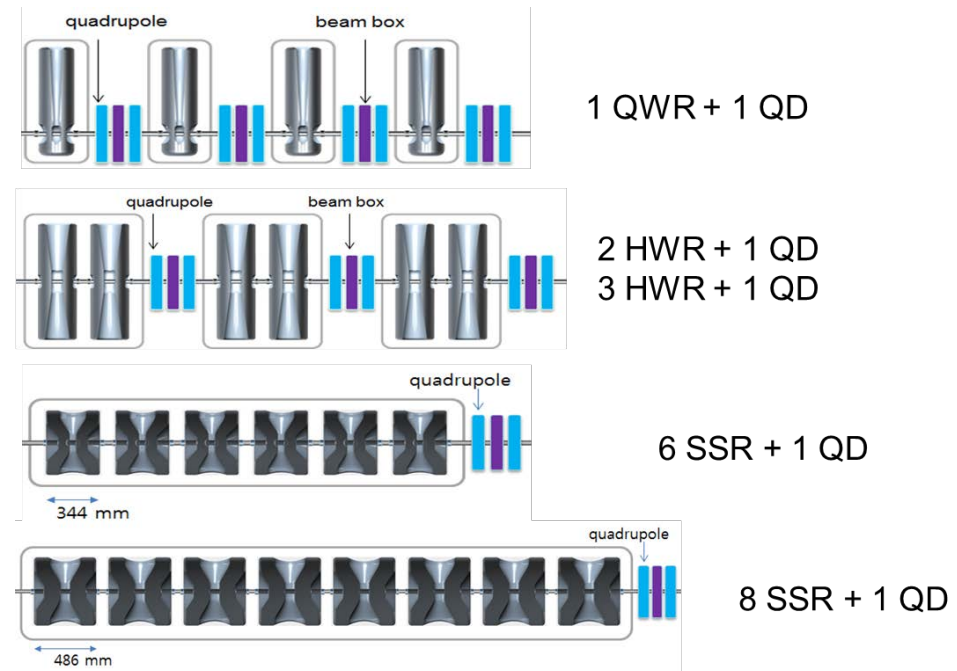 quadrupole
beam box
1 QWR + 1 QD
quadrupole
beam box
2 HWR + 1 QD
3 HWR + 1 QD
quadrupole
6 SSR + 1 QD
344 mm
quadrupole
8 SSR + 1 QD
486 mm